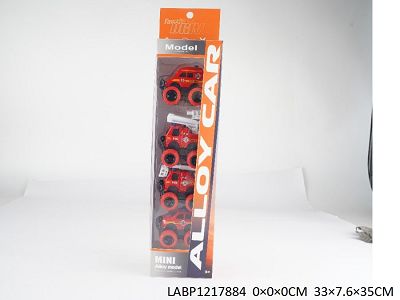 Model
ALLOY CAR
MINI
Alloy model
LABP1217884 0×0×0CM 33×7.6×35CM